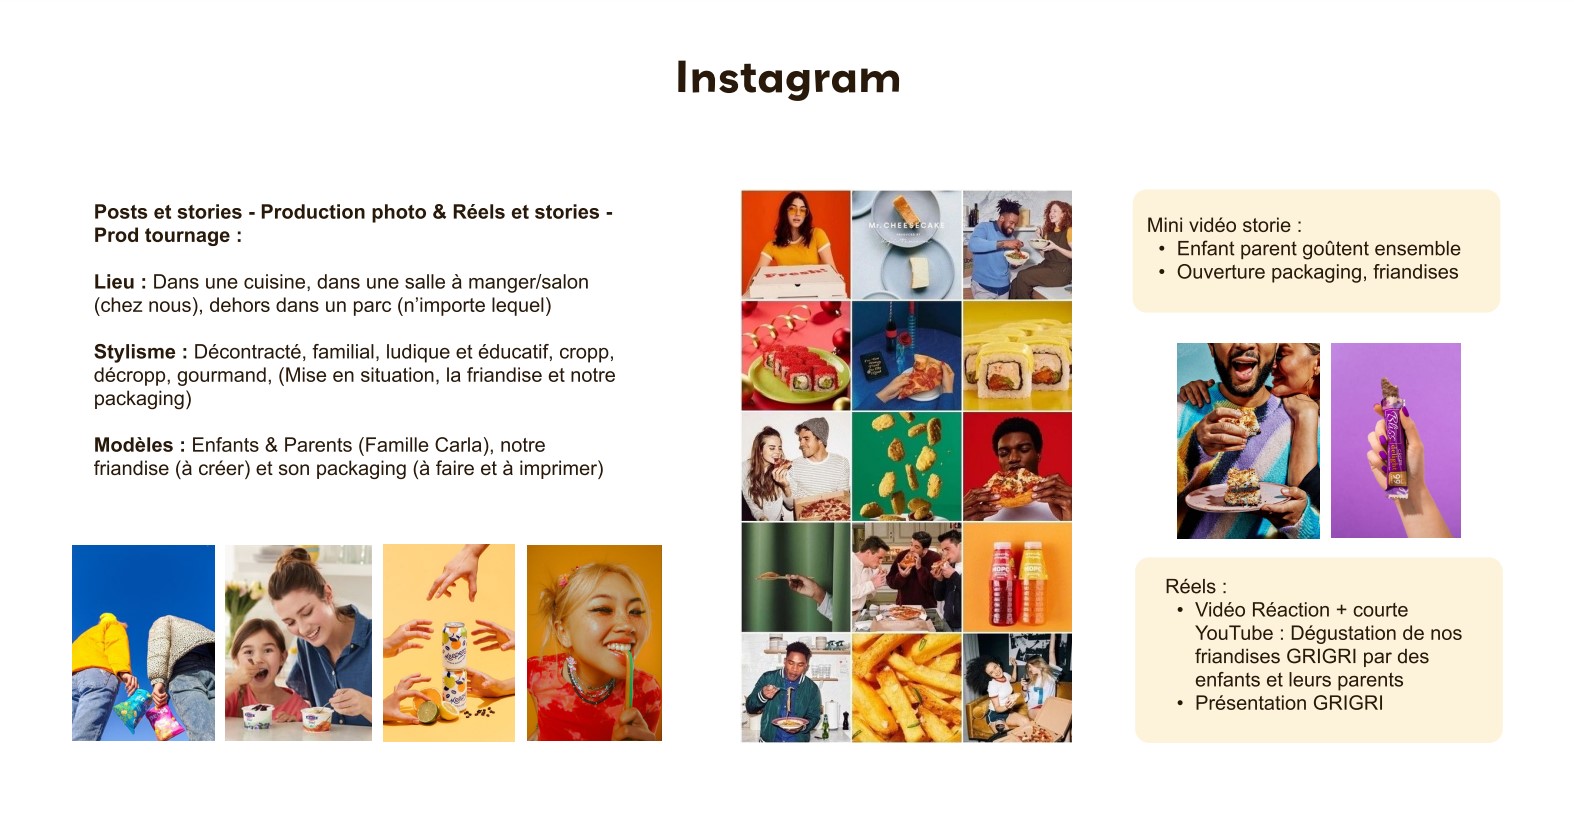 Instagram
Posts et stories - Production photo & Réels et stories -
Prod tournage :
Lieu : Dans une cuisine, dans une salle à manger/salon
(chez nous), dehors dans un parc (n’importe lequel)
Stylisme : Décontracté, familial, ludique et éducatif, cropp,
décropp, gourmand, (Mise en situation, la friandise et notre
packaging)
Modèles : Enfants & Parents (Famille Carla), notre
friandise (à créer) et son packaging (à faire et à imprimer)
Fresh!
Mr. CHEESECAKE
Mini vidéo storie :
• Enfant parent goûtent ensemble
• Ouverture packaging, friandises
Réels :
• Vidéo Réaction + courte
YouTube : Dégustation de nos
friandises GRIGRI par des
enfants et leurs parents
• Présentation GRIGRI